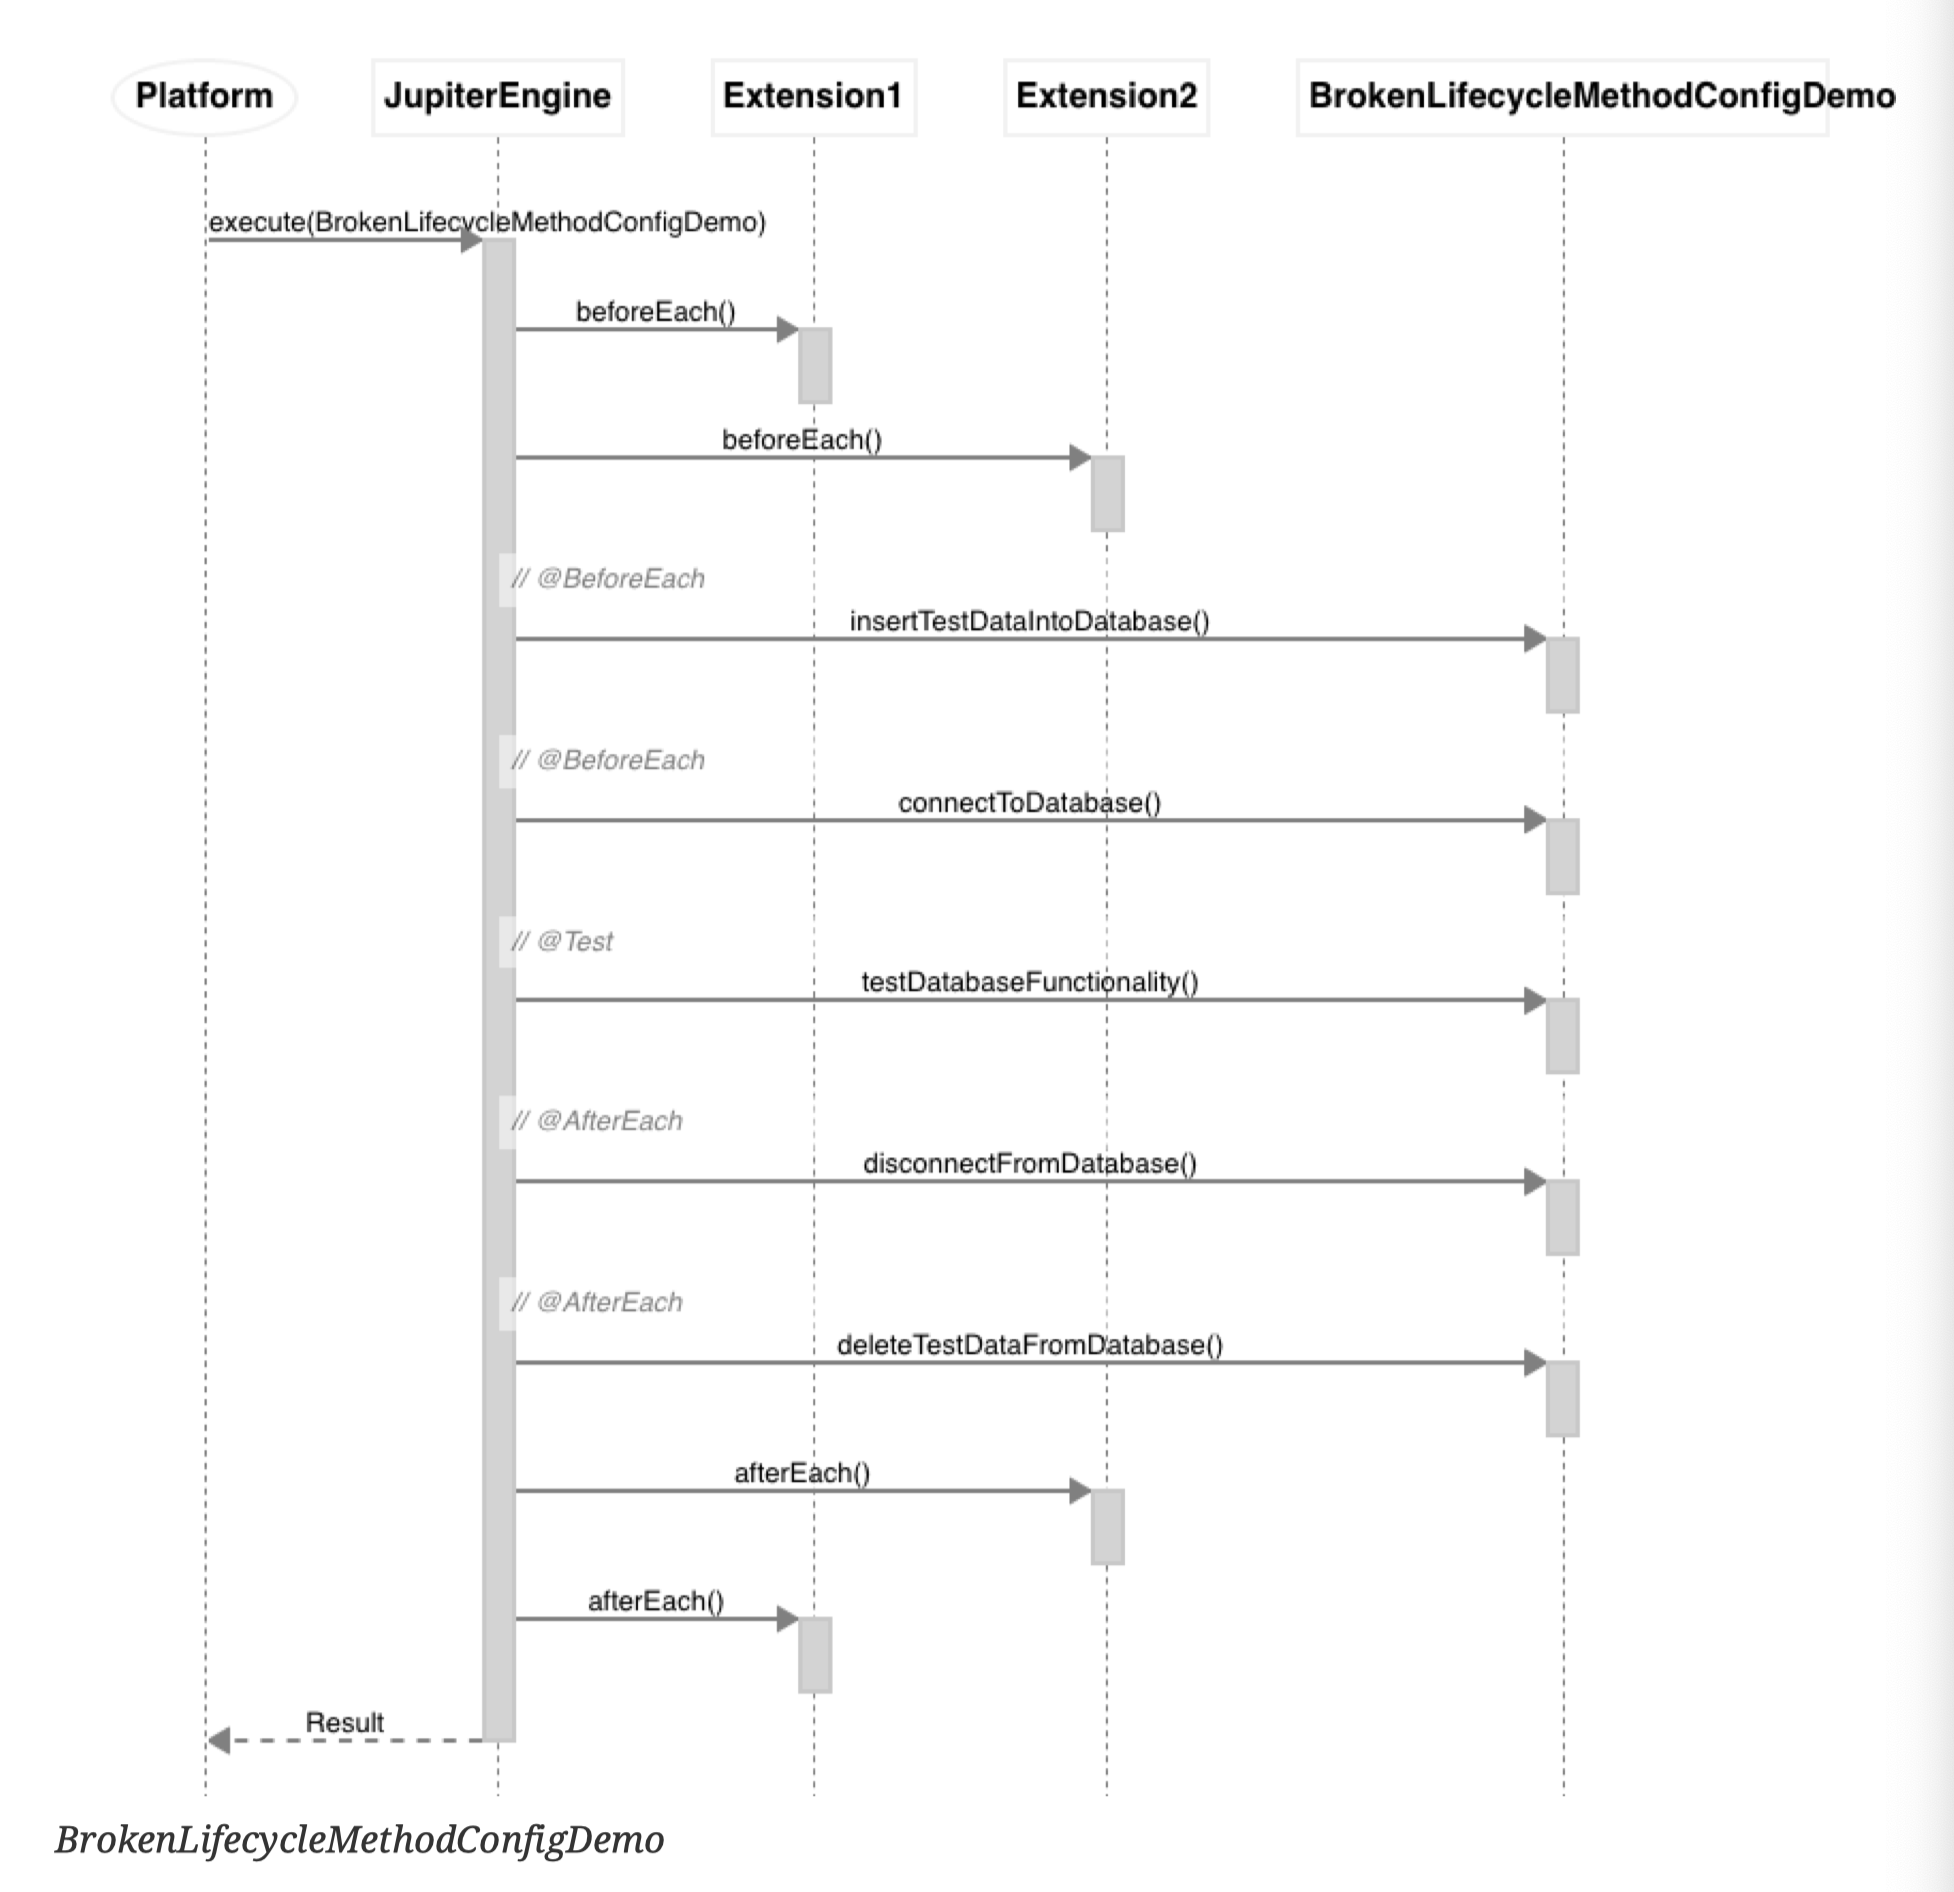 Platform
JupiterEngine
Extension1
Extension2
BrokenLifecycleMethodConfigDemo
execute(BrokenLifecycleMethodConfigDemo)
beforeEach()
beforeEach()
// @BeforeEach
insertTestDataIntoDatabase()
// @BeforeEach
connectToDatabase()
// @Test
testDatabaseFunctionality()
// @AfterEach
disconnectFromDatabase()
// @AfterEach
deleteTestDataFromDatabase()
afterEach()
afterEach()
Result
BrokenLifecycleMethodConfigDemo